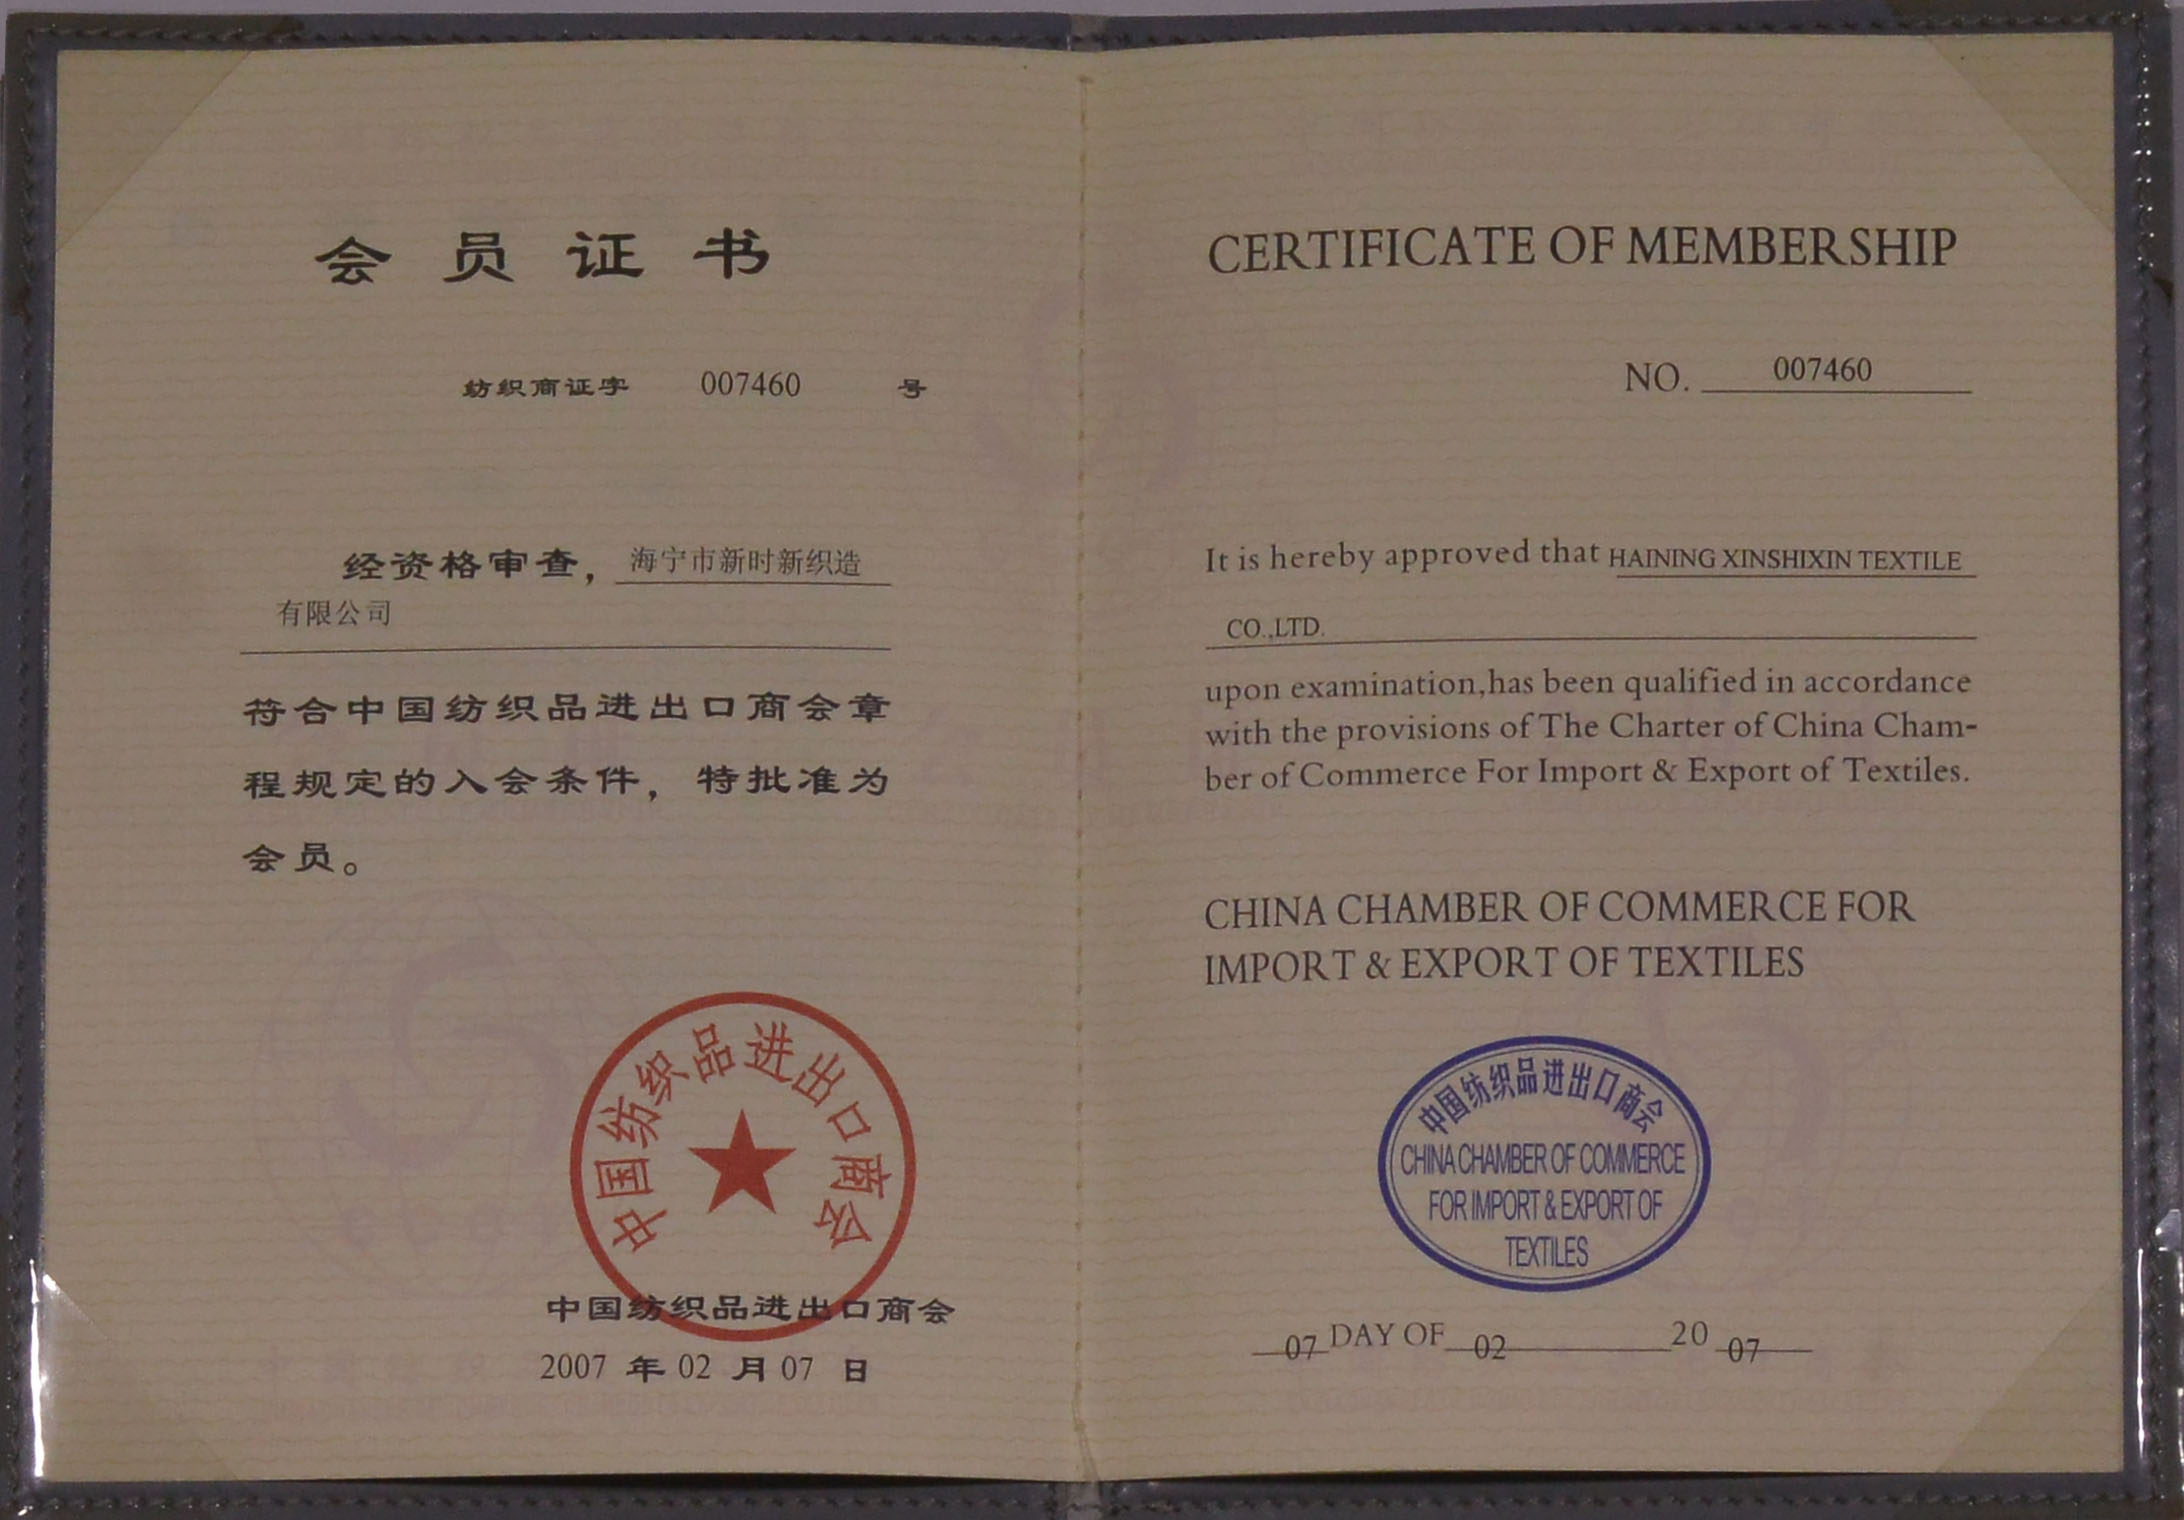 会员证书
纺织商证字 007460 号
经资格审查，海宁市新时新织造
有限公司
符合中国纺织品进出口商会章
程规定的入会条件，特批准为
会员。
中国纺织品进出口商会
中国纺织品进出口商会
2007 年 02 月 07 日
CERTIFICATE OF MEMBERSHIP
NO. 007460
It is hereby approved that HAINING XINSHIXIN TEXTILE
CO.,LTD.
upon examination,has been qualified in accordance
with the provisions of The Charter of China Cham-
ber of Commerce For Import & Export of Textiles.
CHINA CHAMBER OF COMMERCE FOR
IMPORT & EXPORT OF TEXTILES
中国纺织品进出口商会
CHINA CHAMBER OF COMMERCE
FOR IMPORT & EXPORT OF
TEXTILES
07 DAY OF 02 20 07